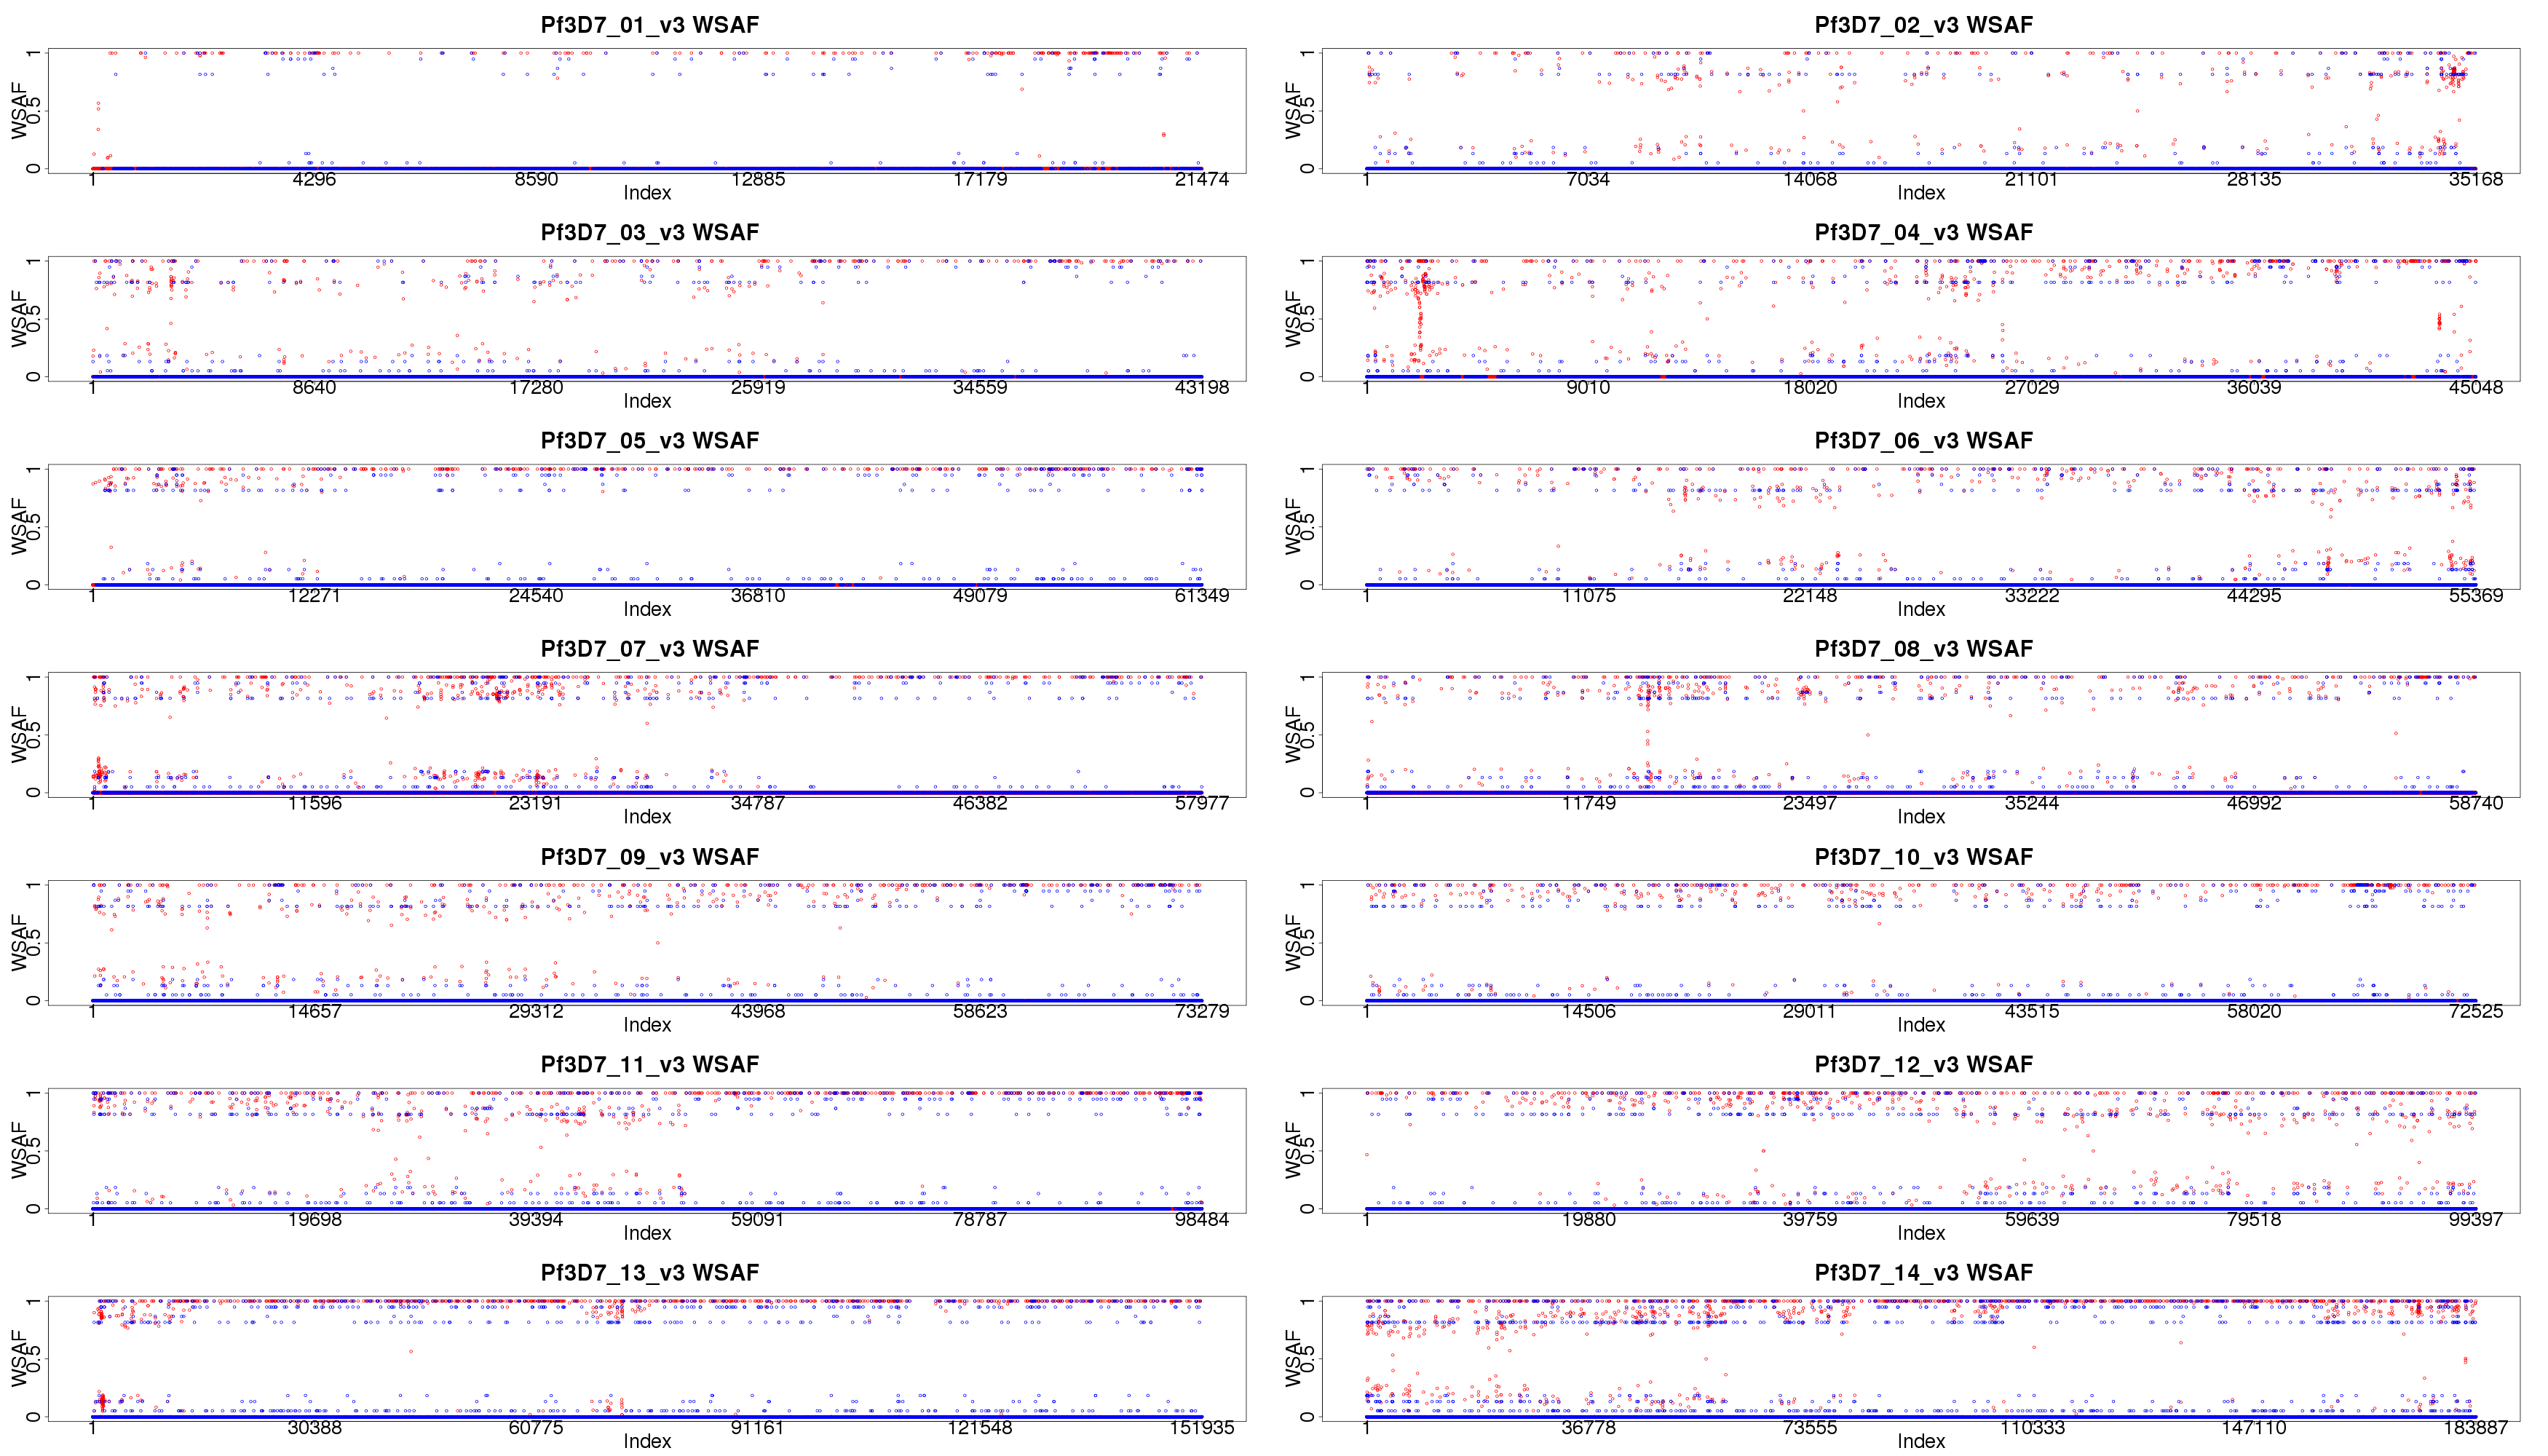 Pf3D7_01_v3 WSAF
WSAF
0 0.5 1
1 4296 8590 12885 17179 21474
Index
Pf3D7_02_v3 WSAF
WSAF
0 0.5 1
1 7034 14068 21101 28135 35168
Index
Pf3D7_03_v3 WSAF
WSAF
0 0.5 1
1 8640 17280 25919 34559 43198
Index
Pf3D7_04_v3 WSAF
WSAF
0 0.5 1
1 9010 18020 27029 36039 45048
Index
Pf3D7_05_v3 WSAF
WSAF
0 0.5 1
1 12271 24540 36810 49079 61349
Index
Pf3D7_06_v3 WSAF
WSAF
0 0.5 1
1 11075 22148 33222 44295 55369
Index
Pf3D7_07_v3 WSAF
WSAF
0 0.5 1
1 11596 23191 34787 46382 57977
Index
Pf3D7_08_v3 WSAF
WSAF
0 0.5 1
1 11749 23497 35244 46992 58740
Index
Pf3D7_09_v3 WSAF
WSAF
0 0.5 1
1 14657 29312 43968 58623 73279
Index
Pf3D7_10_v3 WSAF
WSAF
0 0.5 1
1 14506 29011 43515 58020 72525
Index
Pf3D7_11_v3 WSAF
WSAF
0 0.5 1
1 19698 39394 59091 78787 98484
Index
Pf3D7_12_v3 WSAF
WSAF
0 0.5 1
1 19880 39759 59639 79518 99397
Index
Pf3D7_13_v3 WSAF
WSAF
0 0.5 1
1 30388 60775 91161 121548 151935
Index
Pf3D7_14_v3 WSAF
WSAF
0 0.5 1
1 36778 73555 110333 147110 183887
Index